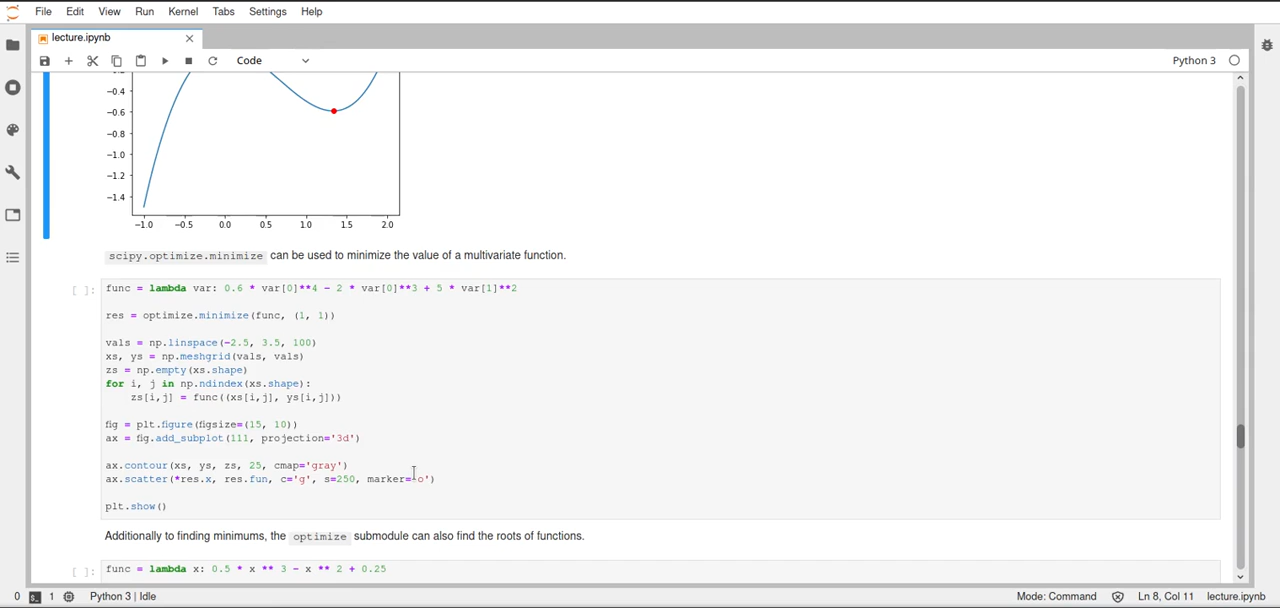 File Edit View Run Kernel Tabs Settings Help
lecture.ipynb
Code
Python 3
−0.4
−0.6
−0.8
−1.0
−1.2
−1.4
−1.0 −0.5 0.0 0.5 1.0 1.5 2.0
scipy.optimize.minimize can be used to minimize the value of a multivariate function.
[ ]: func = lambda var: 0.6 * var[0]**4 - 2 * var[0]**3 + 5 * var[1]**2
res = optimize.minimize(func, (1, 1))
vals = np.linspace(-2.5, 3.5, 100)
xs, ys = np.meshgrid(vals, vals)
zs = np.empty(xs.shape)
for i, j in np.ndindex(xs.shape):
zs[i,j] = func((xs[i,j], ys[i,j]))
fig = plt.figure(figsize=(15, 10))
ax = fig.add_subplot(111, projection='3d')
ax.contour(xs, ys, zs, 25, cmap='gray')
ax.scatter(*res.x, res.fun, c='g', s=250, marker='o')
plt.show()
Additionally to finding minimums, the optimize submodule can also find the roots of functions.
[ ]: func = lambda x: 0.5 * x ** 3 - x ** 2 + 0.25
0 1 Python 3 | Idle Mode: Command Ln 8, Col 11 lecture.ipynb